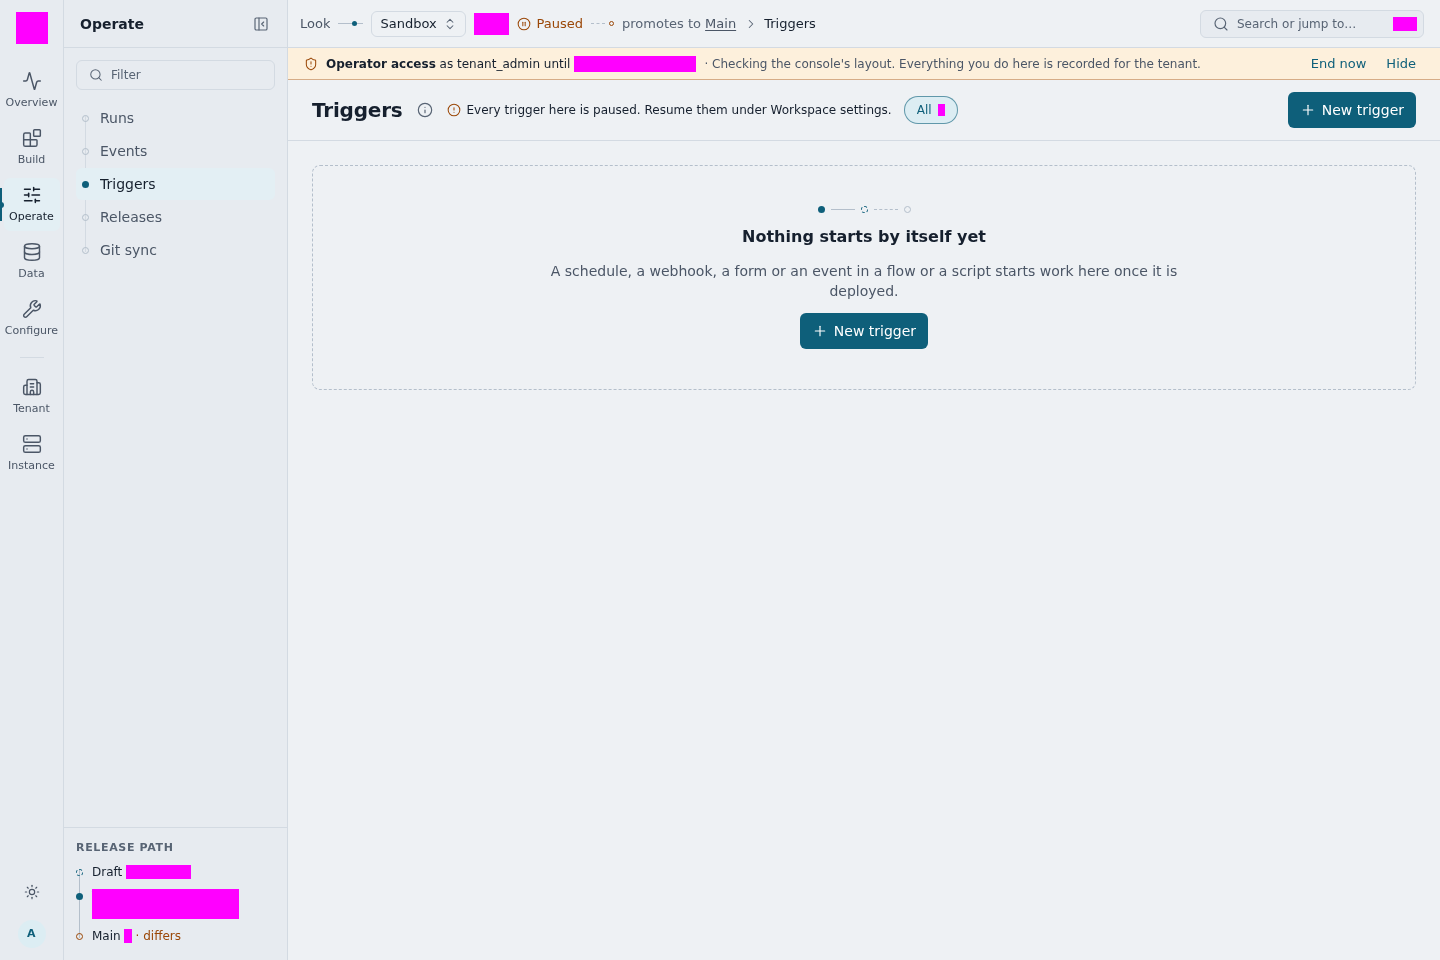 Operate
Look
Sandbox
Paused
promotes to Main
Triggers
Search or jump to...
Operator access as tenant_admin until
· Checking the console's layout. Everything you do here is recorded for the tenant.
End now
Hide
Filter
Triggers
Every trigger here is paused. Resume them under Workspace settings.
All
New trigger
Overview
Build
Operate
Data
Configure
Tenant
Instance
Runs
Events
Triggers
Releases
Git sync
Nothing starts by itself yet
A schedule, a webhook, a form or an event in a flow or a script starts work here once it is
deployed.
New trigger
RELEASE PATH
Draft
Main · differs
A